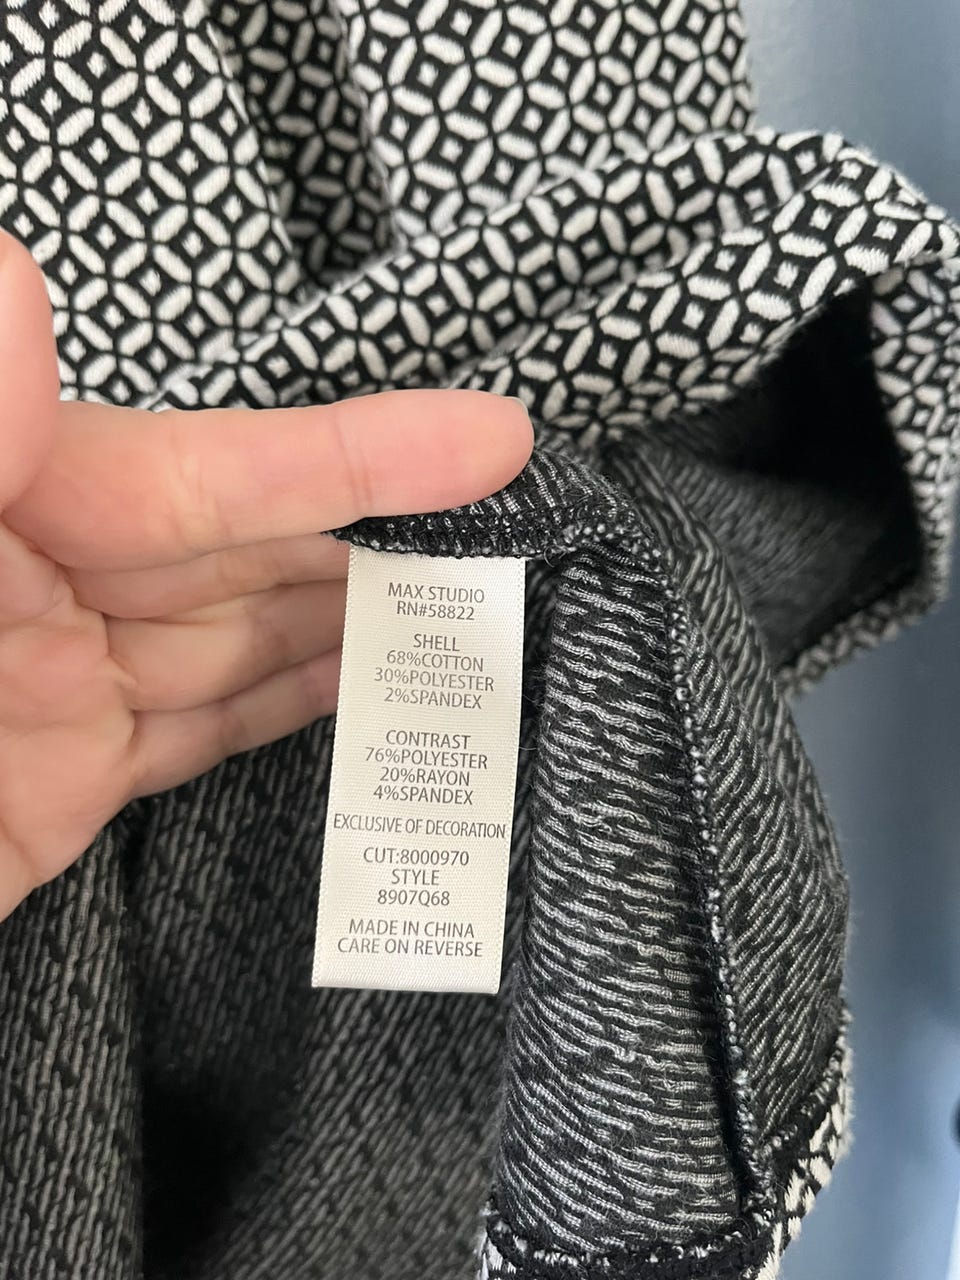 MAX STUDIO
RN#58822
SHELL
68%COTTON
30%POLYESTER
2%SPANDEX
CONTRAST
76%POLYESTER
20%RAYON
4%SPANDEX
EXCLUSIVE OF DECORATION
CUT:8000970
STYLE
8907Q68
MADE IN CHINA
CARE ON REVERSE